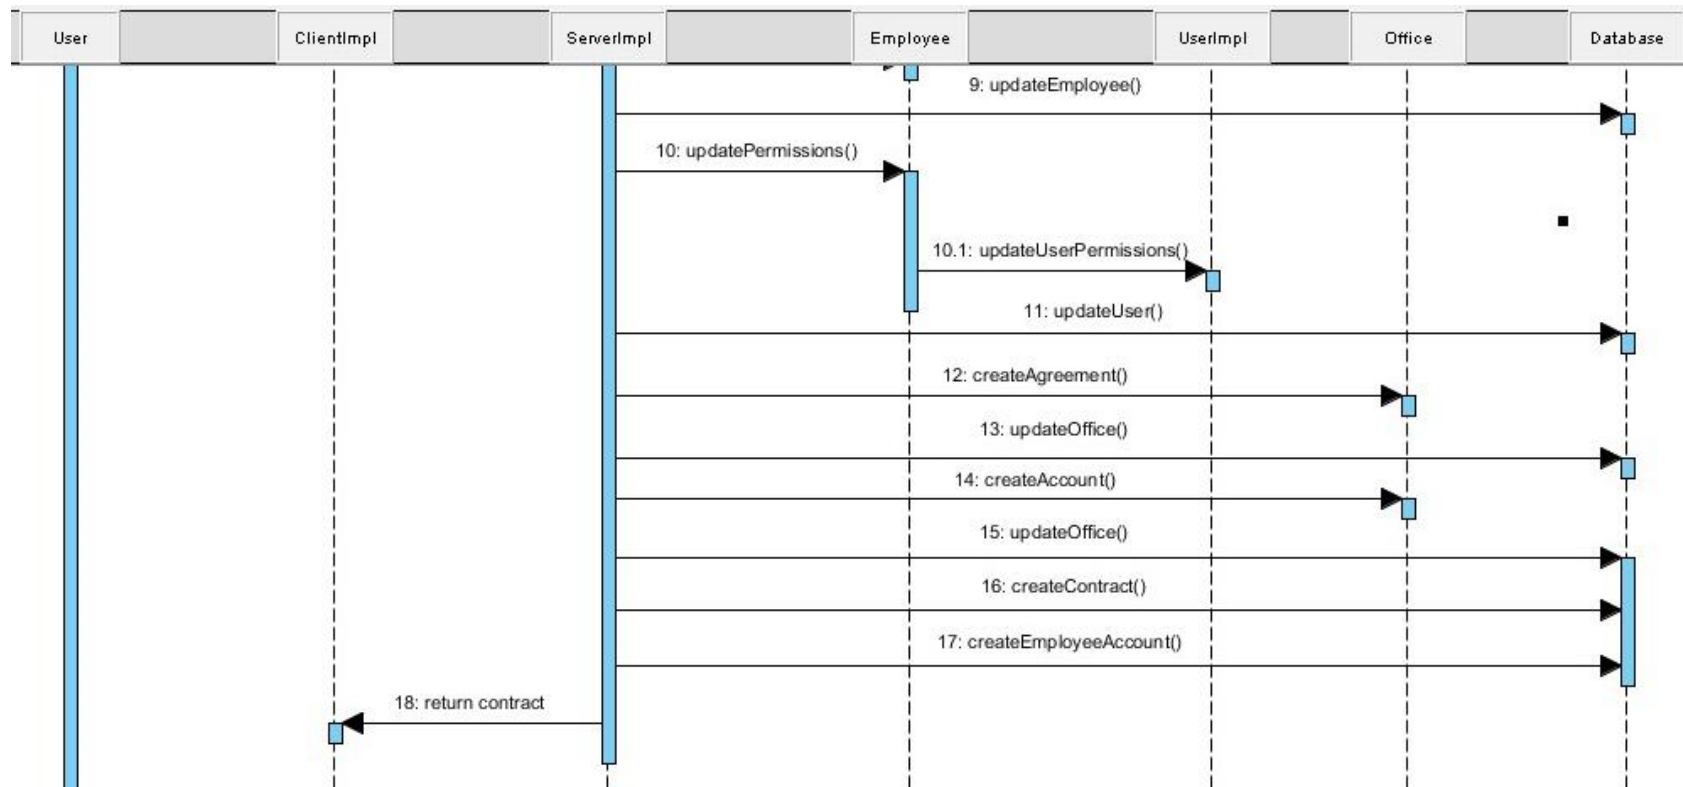 User
ClientImpl
ServerImpl
Employee
UserImpl
Office
Database
9: updateEmployee()
10: updatePermissions()
10.1: updateUserPermissions()
11: updateUser()
12: createAgreement()
13: updateOffice()
14: createAccount()
15: updateOffice()
16: createContract()
17: createEmployeeAccount()
18: return contract